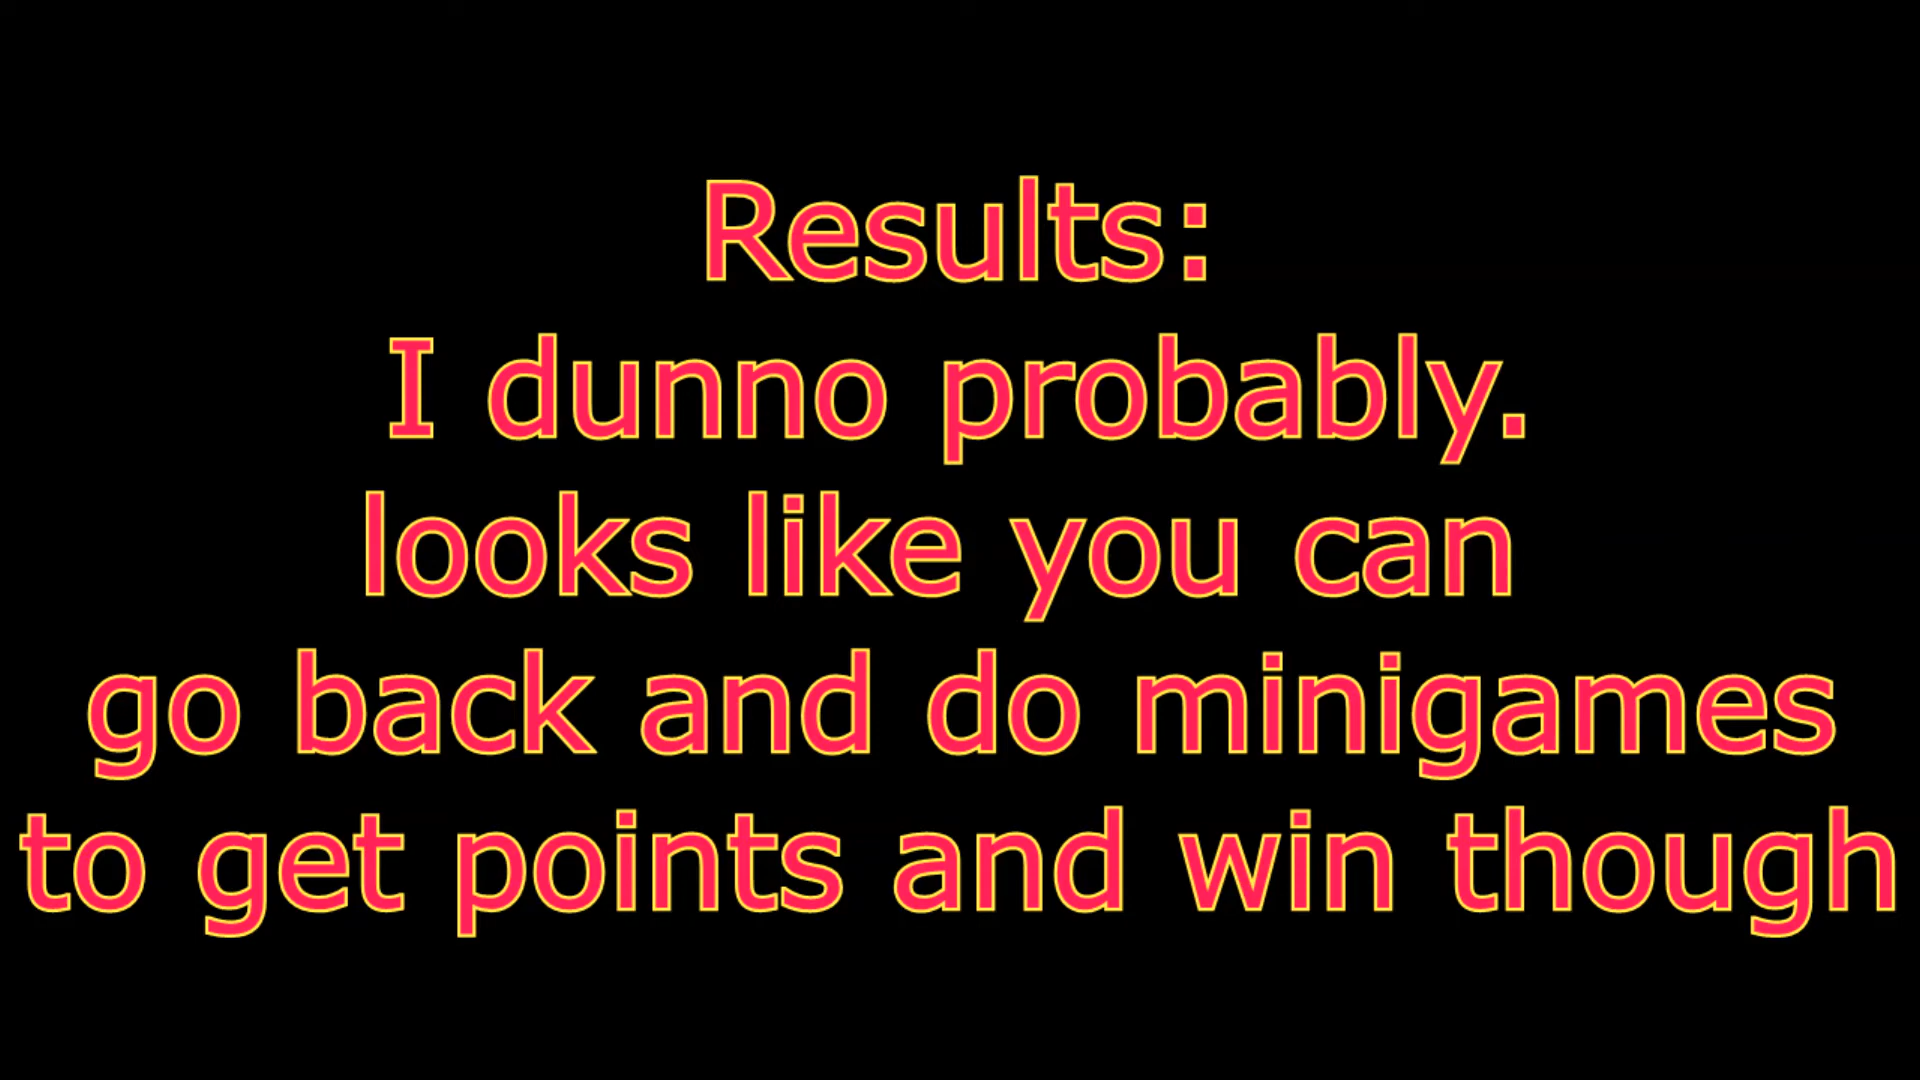 Results:
I dunno probably.
looks like you can
go back and do minigames
to get points and win though